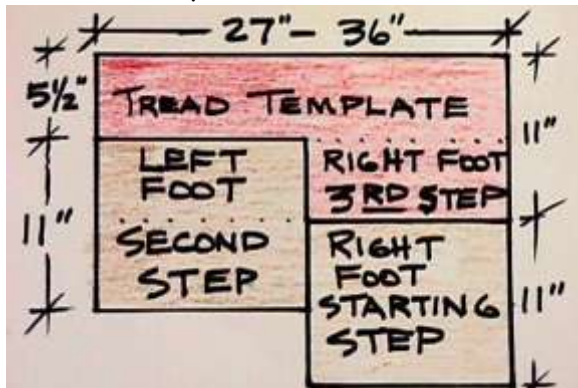 27"- 36"
5½"
TREAD TEMPLATE
11"
LEFT
FOOT
RIGHT FOOT
3RD STEP
11"
SECOND
STEP
RIGHT
FOOT
STARTING
STEP
11"